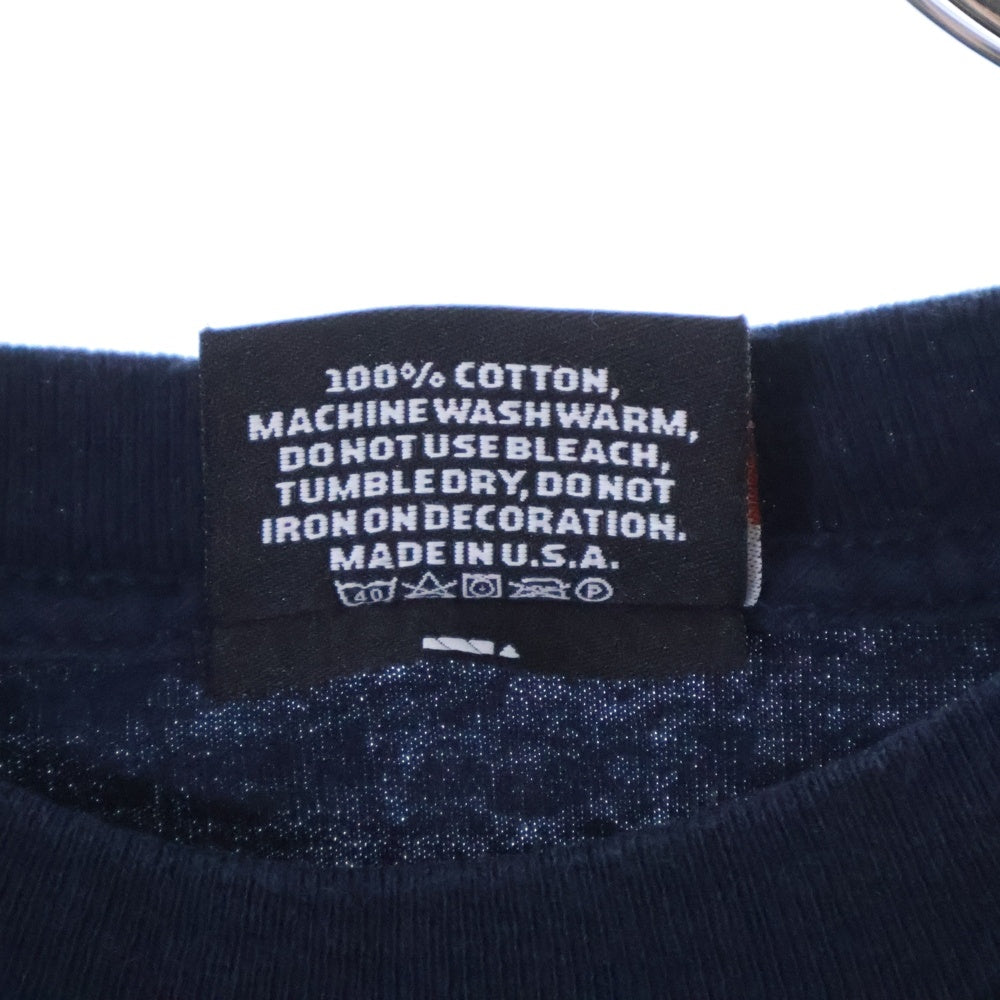 100% COTTON,
MACHINE WASH WARM,
DO NOT USE BLEACH,
TUMBLE DRY, DO NOT
IRON ON DECORATION.
MADE IN U.S.A.
40 P